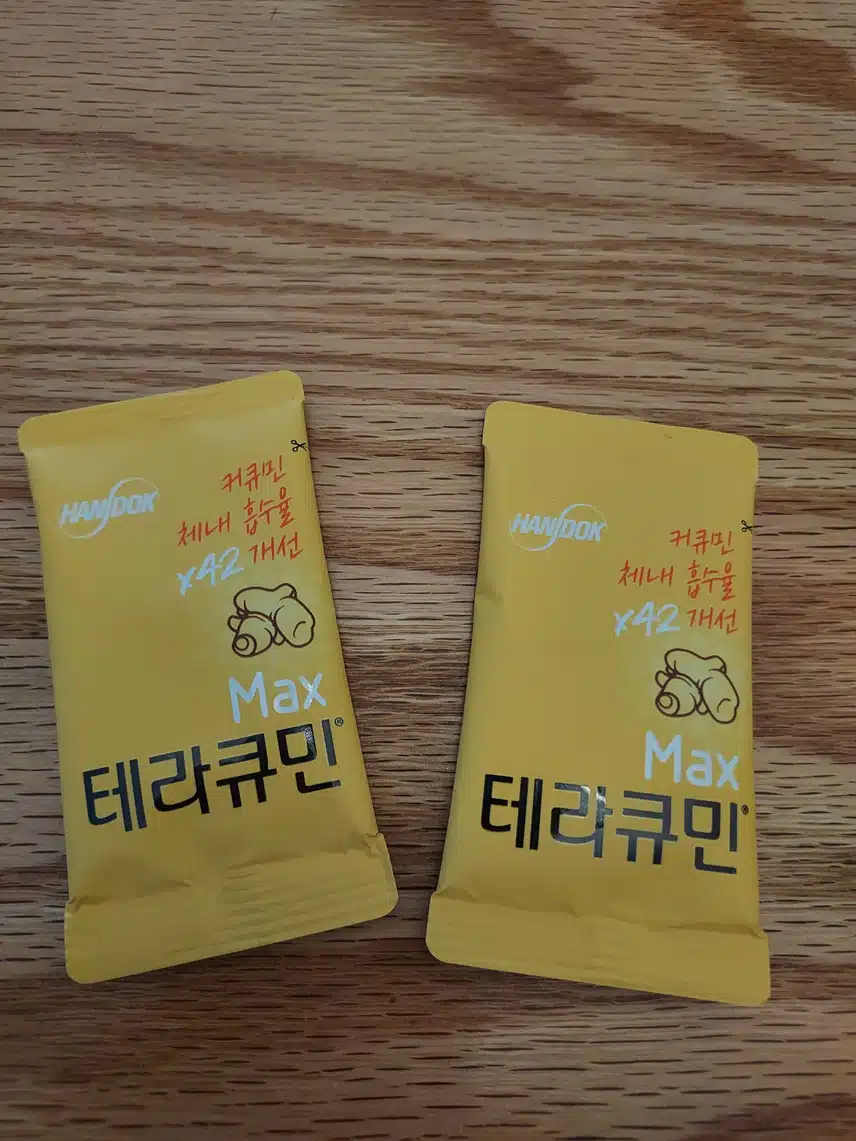 HANDOK
커큐민
체내 흡수율
x42 개선
Max
테라큐민®
HANDOK
커큐민
체내 흡수율
x42 개선
Max
테라큐민®